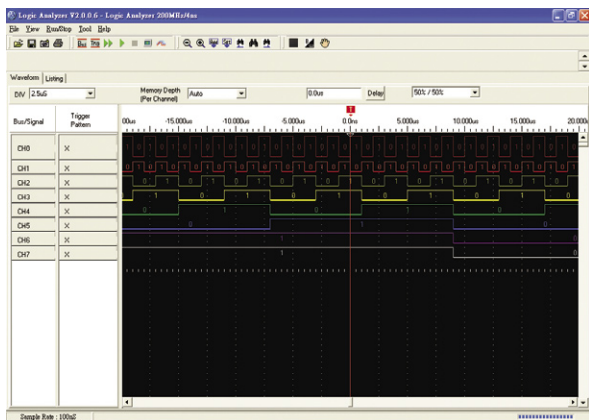 Logic Analyzer V2.0.0.6 - Logic Analyzer 200MHz/4ns
File View Run/Stop Tool Help
Waveform Listing
DIV 2.5uS Memory Depth (Per Channel) Auto 0.0us Delay 50% / 50%
T
Bus/Signal Trigger Pattern 00us -15.000us -10.000us -5.000us 0.0ns 5.000us 10.000us 15.000us 20.000
CH0 X
CH1 X
CH2 X
CH3 X
CH4 X
CH5 X
CH6 X
CH7 X
Sample Rate : 100nS